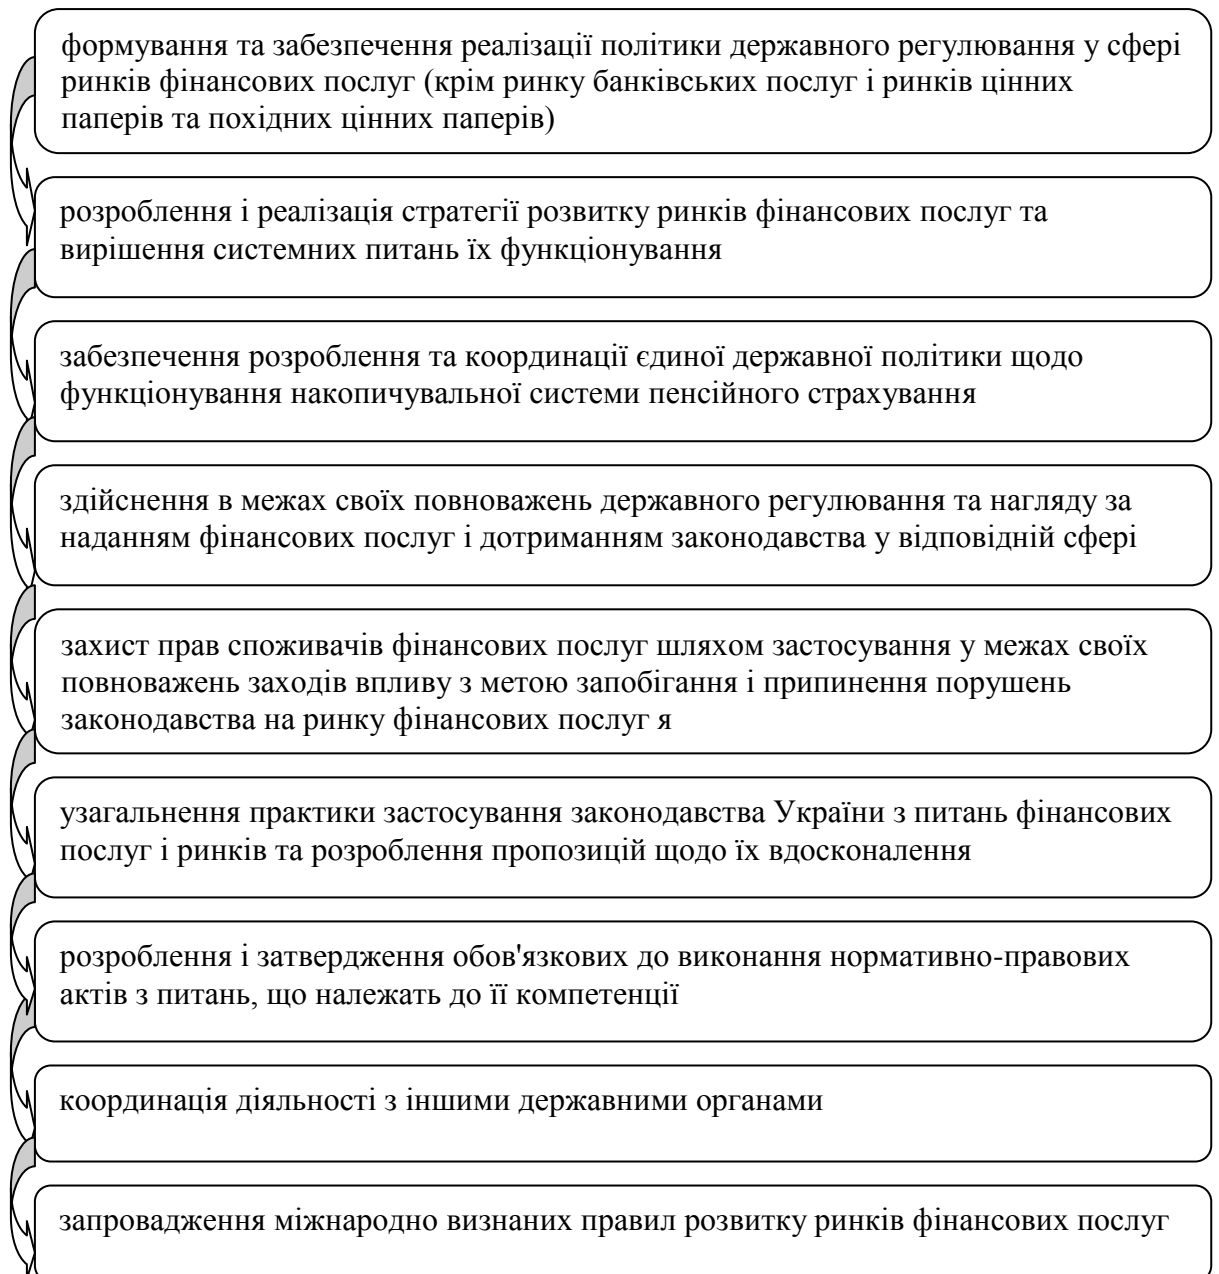 формування та забезпечення реалізації політики державного регулювання у сфері
ринків фінансових послуг (крім ринку банківських послуг і ринків цінних
паперів та похідних цінних паперів)
розроблення і реалізація стратегії розвитку ринків фінансових послуг та
вирішення системних питань їх функціонування
забезпечення розроблення та координації єдиної державної політики щодо
функціонування накопичувальної системи пенсійного страхування
здійснення в межах своїх повноважень державного регулювання та нагляду за
наданням фінансових послуг і дотриманням законодавства у відповідній сфері
захист прав споживачів фінансових послуг шляхом застосування у межах своїх
повноважень заходів впливу з метою запобігання і припинення порушень
законодавства на ринку фінансових послуг я
узагальнення практики застосування законодавства України з питань фінансових
послуг і ринків та розроблення пропозицій щодо їх вдосконалення
розроблення і затвердження обов'язкових до виконання нормативно-правових
актів з питань, що належать до її компетенції
координація діяльності з іншими державними органами
запровадження міжнародно визнаних правил розвитку ринків фінансових послуг